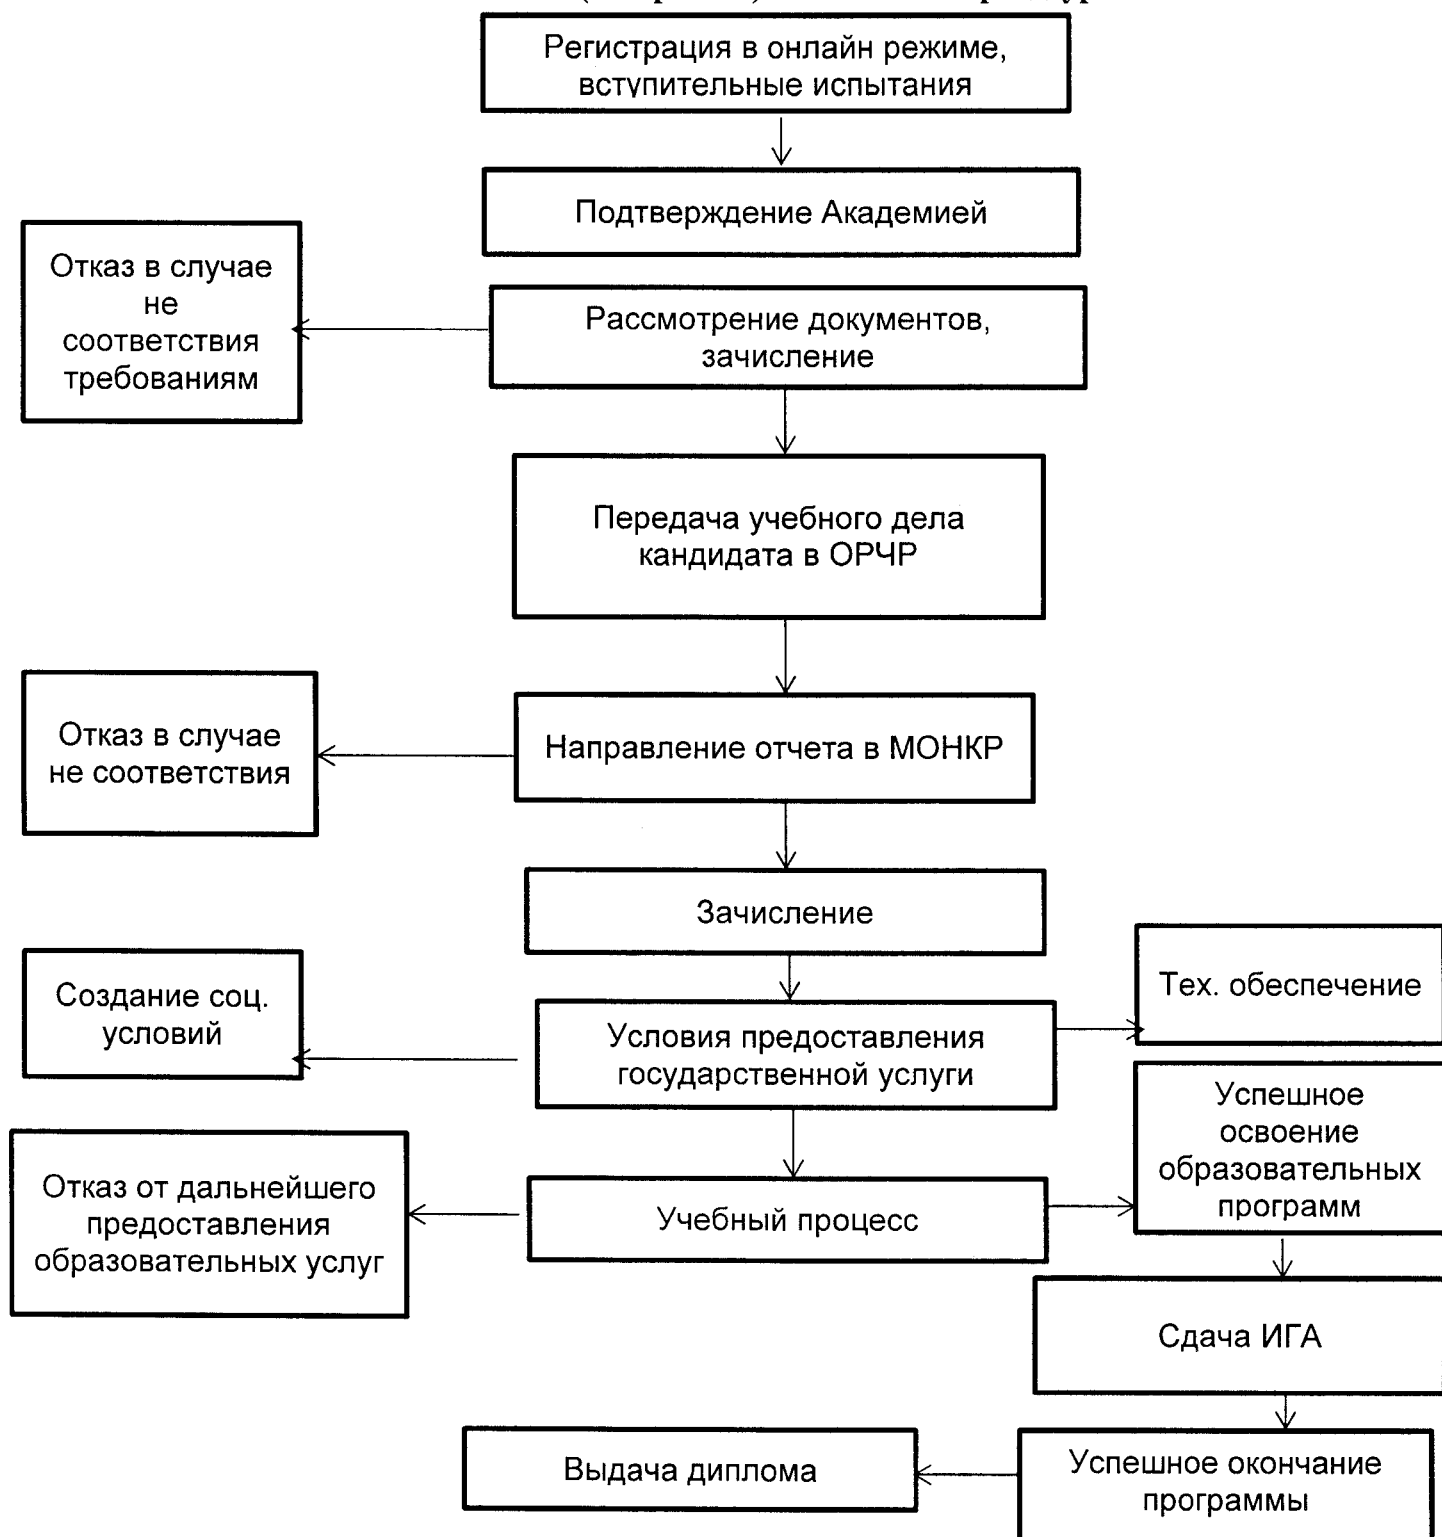 Регистрация в онлайн режиме,
вступительные испытания
Подтверждение Академией
Отказ в случае
не
соответствия
требованиям
Рассмотрение документов,
зачисление
Передача учебного дела
кандидата в ОРЧР
Отказ в случае
не соответствия
Направление отчета в МОНКР
Зачисление
Создание соц.
условий
Условия предоставления
государственной услуги
Тех. обеспечение
Отказ от дальнейшего
предоставления
образовательных услуг
Учебный процесс
Успешное
освоение
образовательных
программ
Сдача ИГА
Выдача диплома
Успешное окончание
программы